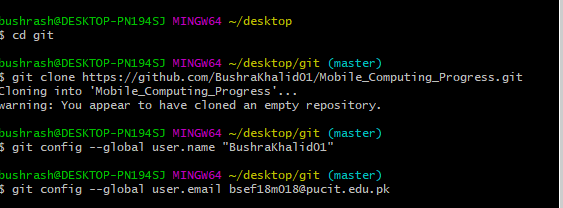 bushrash@DESKTOP-PN194SJ MINGW64 ~/desktop
$ cd git
bushrash@DESKTOP-PN194SJ MINGW64 ~/desktop/git (master)
$ git clone https://github.com/BushraKhalid01/Mobile_Computing_Progress.git
Cloning into 'Mobile_Computing_Progress'...
warning: You appear to have cloned an empty repository.
bushrash@DESKTOP-PN194SJ MINGW64 ~/desktop/git (master)
$ git config --global user.name "BushraKhalid01"
bushrash@DESKTOP-PN194SJ MINGW64 ~/desktop/git (master)
$ git config --global user.email bsef18m018@pucit.edu.pk